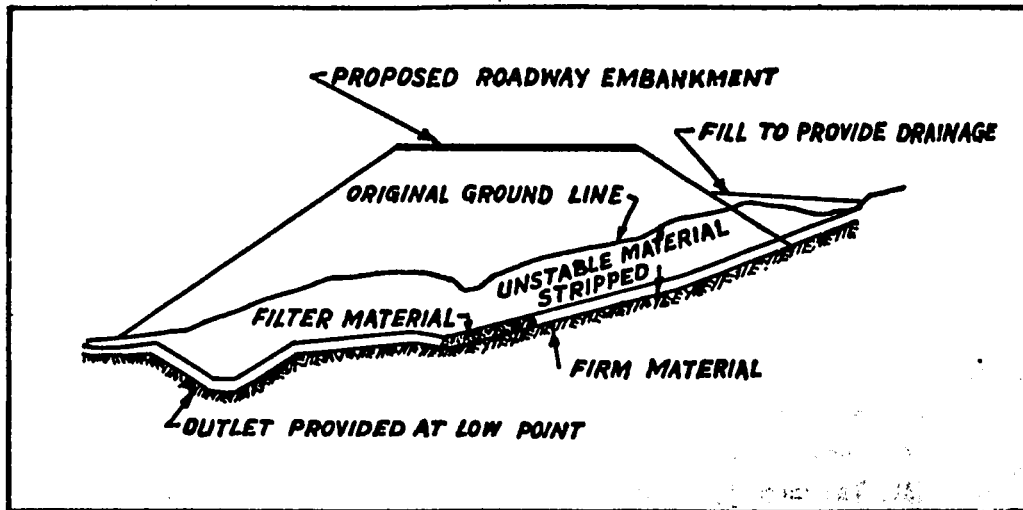 PROPOSED ROADWAY EMBANKMENT
FILL TO PROVIDE DRAINAGE
ORIGINAL GROUND LINE
UNSTABLE MATERIAL
STRIPPED
FILTER MATERIAL
FIRM MATERIAL
OUTLET PROVIDED AT LOW POINT